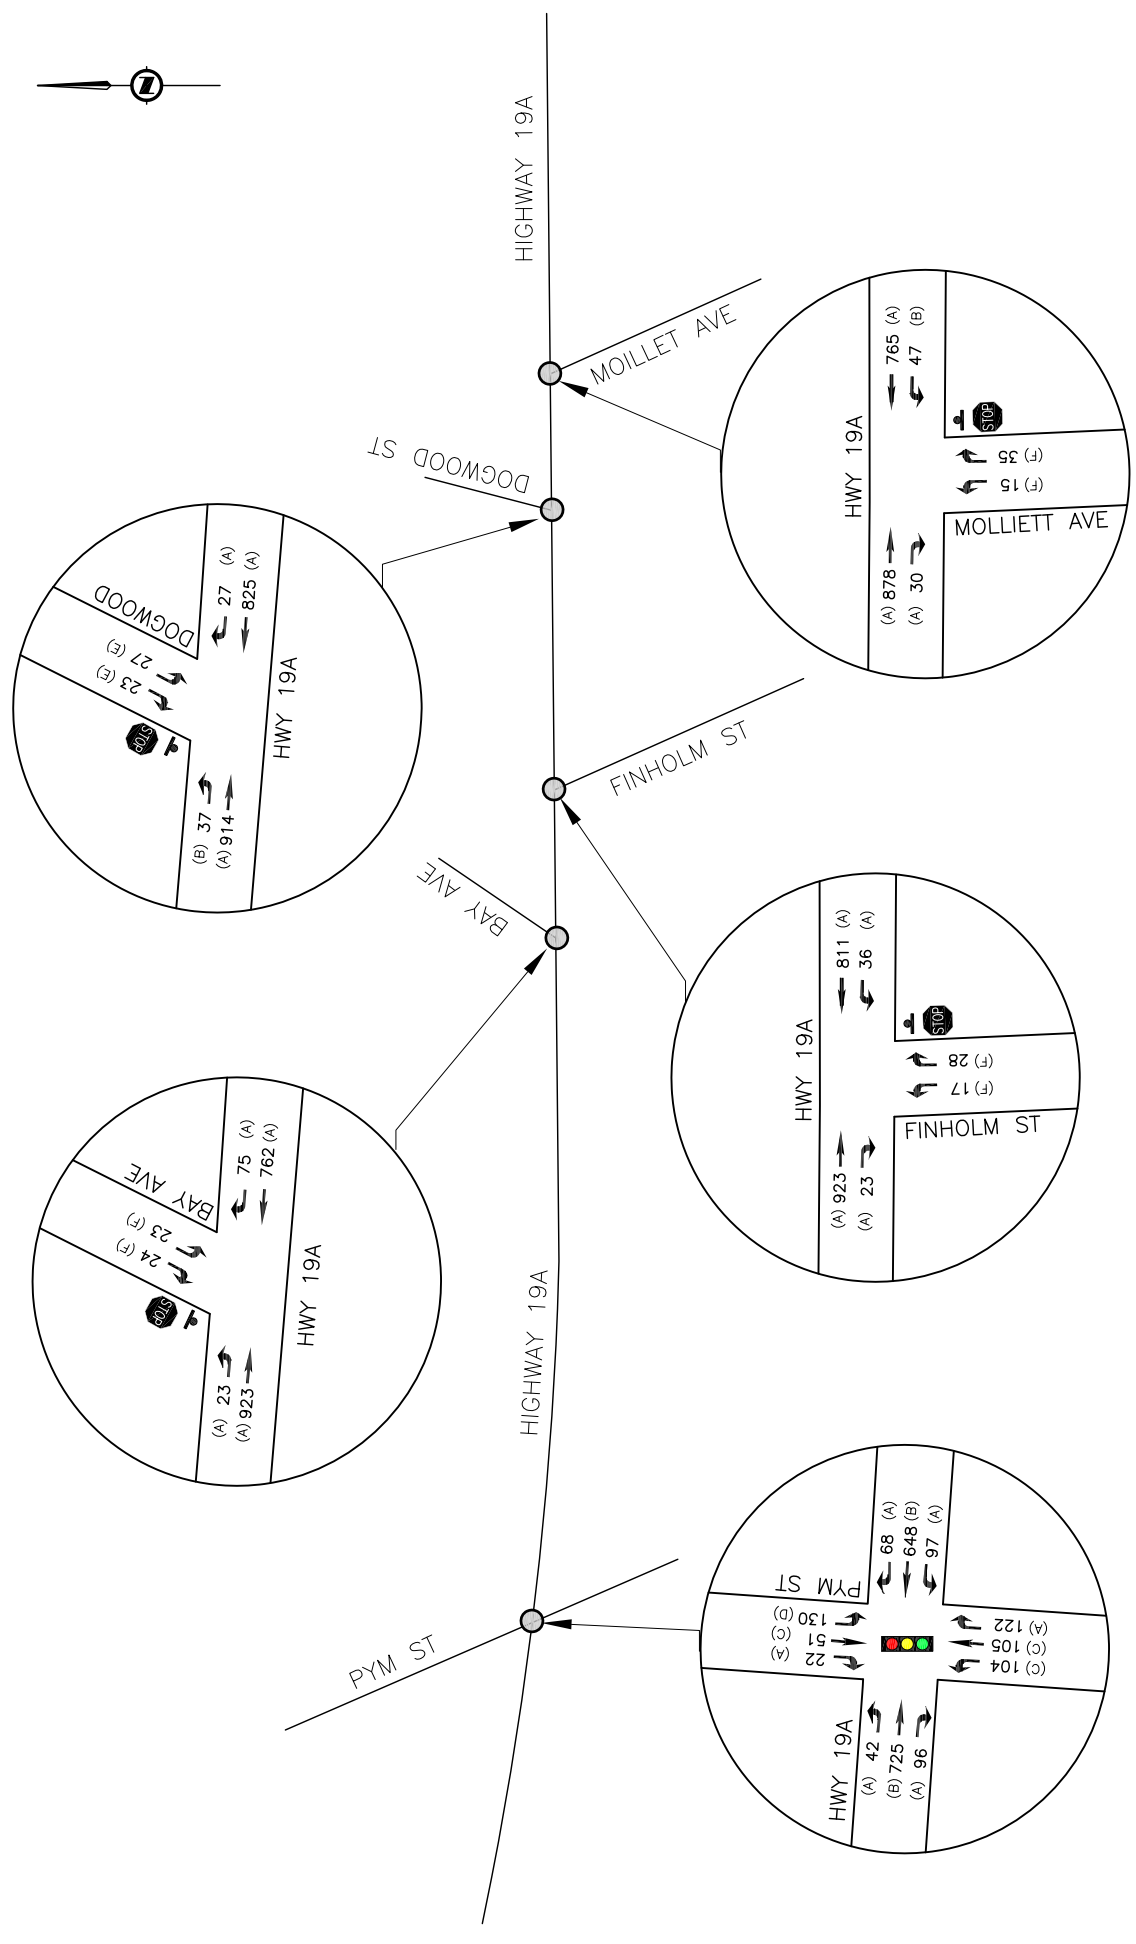 Z
HIGHWAY 19A
MOILLET AVE
DOGWOOD ST
FINHOLM ST
BAY AVE
HIGHWAY 19A
PYM ST
765 (A)
47 (B)
HWY 19A
STOP
(F) 35
(F) 15
MOLLIETT AVE
(A) 878
(A) 30
DOGWOOD
27 (A)
825 (A)
27 (E)
23 (E)
STOP
HWY 19A
(B) 37
(A) 914
811 (A)
36 (A)
HWY 19A
STOP
(F) 28
(F) 17
FINHOLM ST
(A) 923
(A) 23
BAY AVE
75 (A)
762 (A)
23 (F)
24 (F)
STOP
HWY 19A
(A) 23
(A) 923
PYM ST
68 (A)
648 (B)
97 (A)
130 (D)
51 (C)
22 (A)
(A) 122
(C) 105
(C) 104
HWY 19A
(A) 42
(B) 725
(A) 96